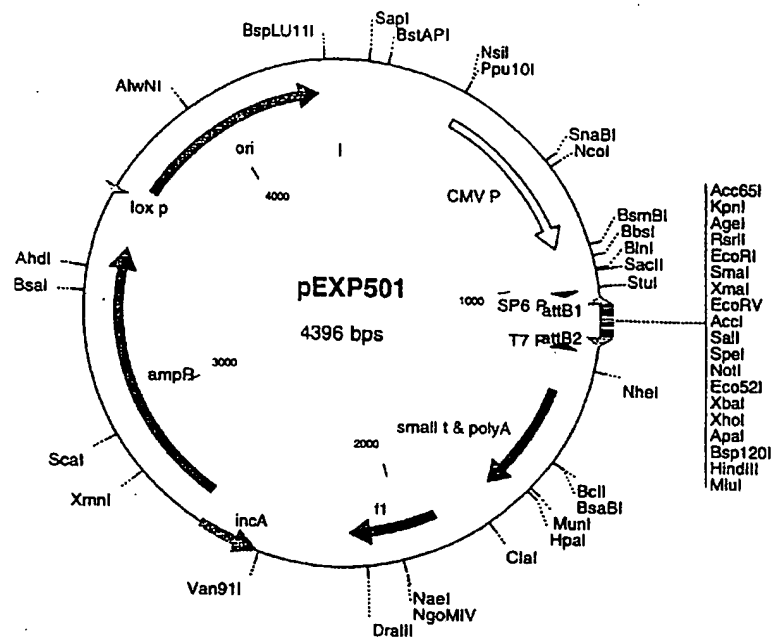 SapI
BspLU11I
BstAPI
NsiI
Ppu10I
AlwNI
SnaBI
NcoI
ori
I
4000
CMV P
lox p
BsmBI
BbsI
BlnI
SacII
StuI
AhdI
BsaI
pEXP501
4396 bps
1000
SP6 P
attB1
T7 P
attB2
Acc65I
KpnI
AgeI
RsrII
EcoRI
SmaI
XmaI
EcoRV
AccI
SalI
SpeI
NotI
Eco52I
XbaI
XhoI
ApaI
Bsp120I
HindIII
MluI
3000
ampR
NheI
small t & polyA
2000
ScaI
XmnI
f1
incA
BclI
BsaBI
MunI
HpaI
ClaI
Van91I
NaeI
NgoMIV
DraIII